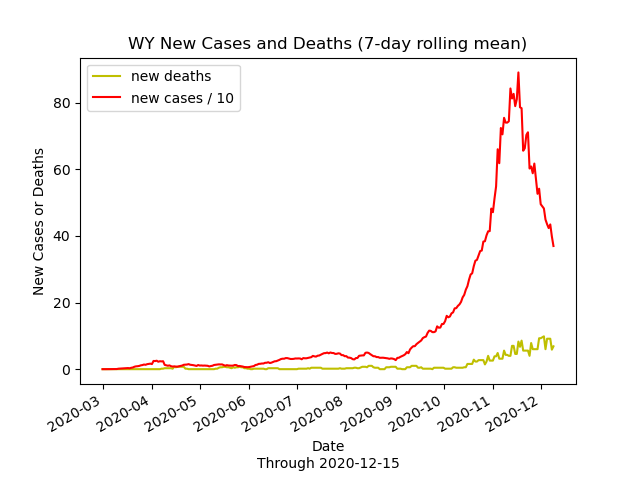 WY New Cases and Deaths (7-day rolling mean)
new deaths
new cases / 10
New Cases or Deaths
80
60
40
20
0
2020-03
2020-04
2020-05
2020-06
2020-07
2020-08
2020-09
2020-10
2020-11
2020-12
Date
Through 2020-12-15